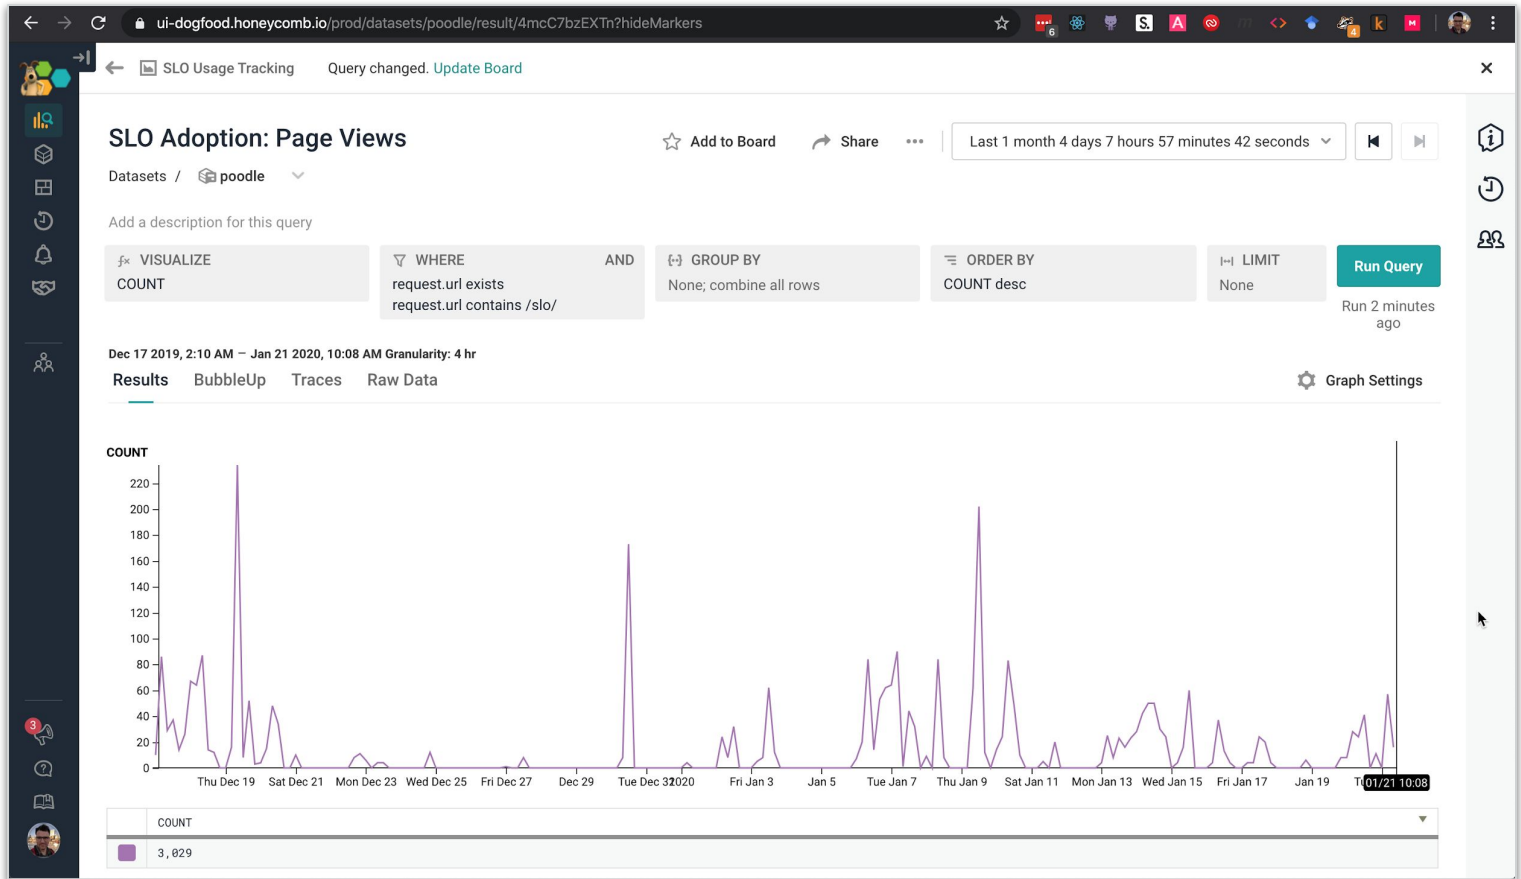 ui-dogfood.honeycomb.io/prod/datasets/poodle/result/4mcC7bzEXTn?hideMarkers
6
S.
A
4
k
M
SLO Usage Tracking Query changed. Update Board
SLO Adoption: Page Views
Add to Board Share Last 1 month 4 days 7 hours 57 minutes 42 seconds
Datasets / poodle
Add a description for this query
VISUALIZE
COUNT
WHERE AND
request.url exists
request.url contains /slo/
GROUP BY
None; combine all rows
ORDER BY
COUNT desc
LIMIT
None
Run Query
Run 2 minutes
ago
Dec 17 2019, 2:10 AM – Jan 21 2020, 10:08 AM Granularity: 4 hr
Results BubbleUp Traces Raw Data Graph Settings
COUNT
220
200
180
160
140
120
100
80
60
40
20
0
Thu Dec 19 Sat Dec 21 Mon Dec 23 Wed Dec 25 Fri Dec 27 Dec 29 Tue Dec 31 2020 Fri Jan 3 Jan 5 Tue Jan 7 Thu Jan 9 Sat Jan 11 Mon Jan 13 Wed Jan 15 Fri Jan 17 Jan 19 01/21 10:08
COUNT
3,029
3